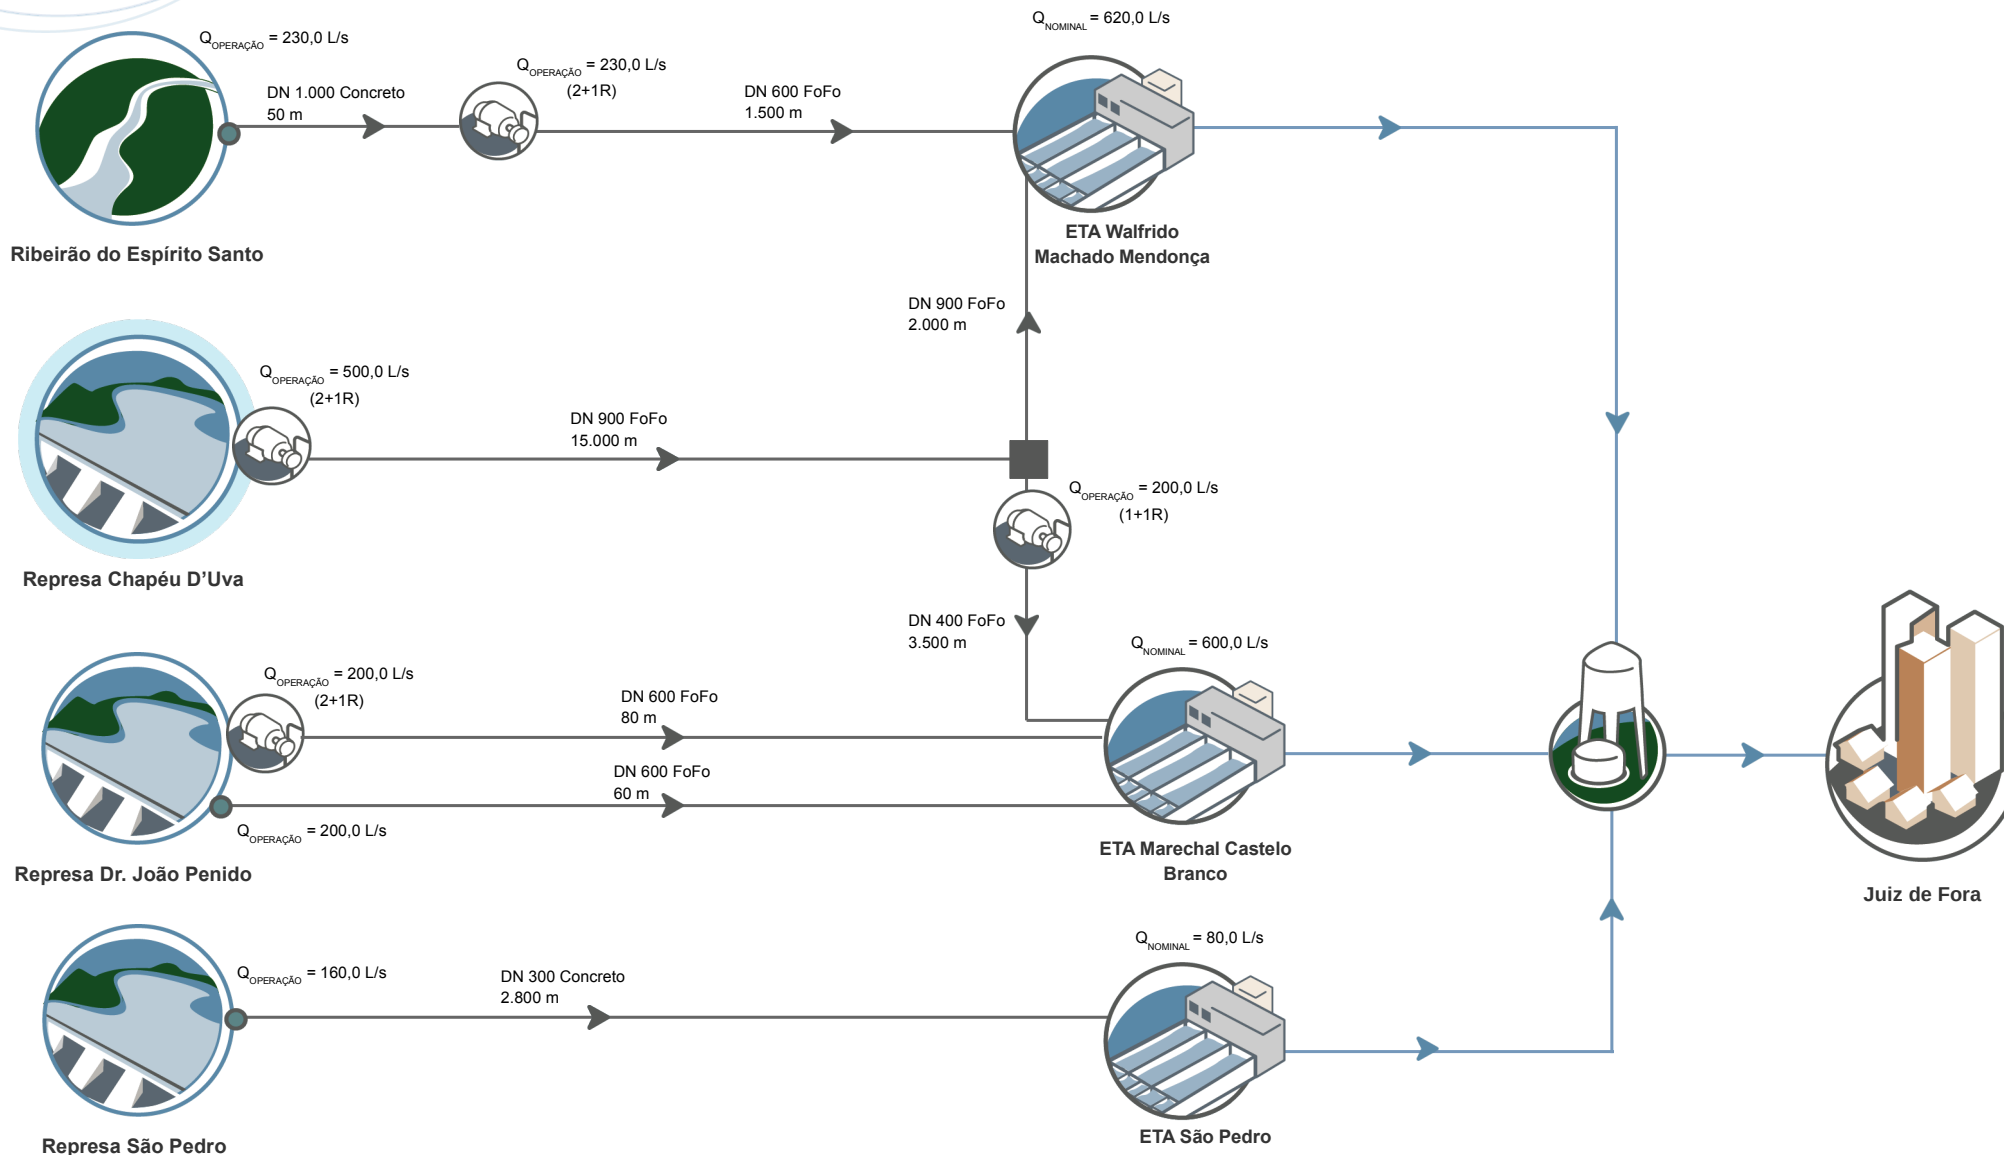 Q_NOMINAL = 620,0 L/s
Q_OPERAÇÃO = 230,0 L/s
DN 1.000 Concreto
50 m
Q_OPERAÇÃO = 230,0 L/s
(2+1R)
DN 600 FoFo
1.500 m
Ribeirão do Espírito Santo
ETA Walfrido
Machado Mendonça
DN 900 FoFo
2.000 m
Q_OPERAÇÃO = 500,0 L/s
(2+1R)
DN 900 FoFo
15.000 m
Q_OPERAÇÃO = 200,0 L/s
(1+1R)
Represa Chapéu D'Uva
DN 400 FoFo
3.500 m
Q_NOMINAL = 600,0 L/s
Q_OPERAÇÃO = 200,0 L/s
(2+1R)
DN 600 FoFo
80 m
DN 600 FoFo
60 m
Q_OPERAÇÃO = 200,0 L/s
Represa Dr. João Penido
ETA Marechal Castelo
Branco
Juiz de Fora
Q_NOMINAL = 80,0 L/s
Q_OPERAÇÃO = 160,0 L/s
DN 300 Concreto
2.800 m
Represa São Pedro
ETA São Pedro